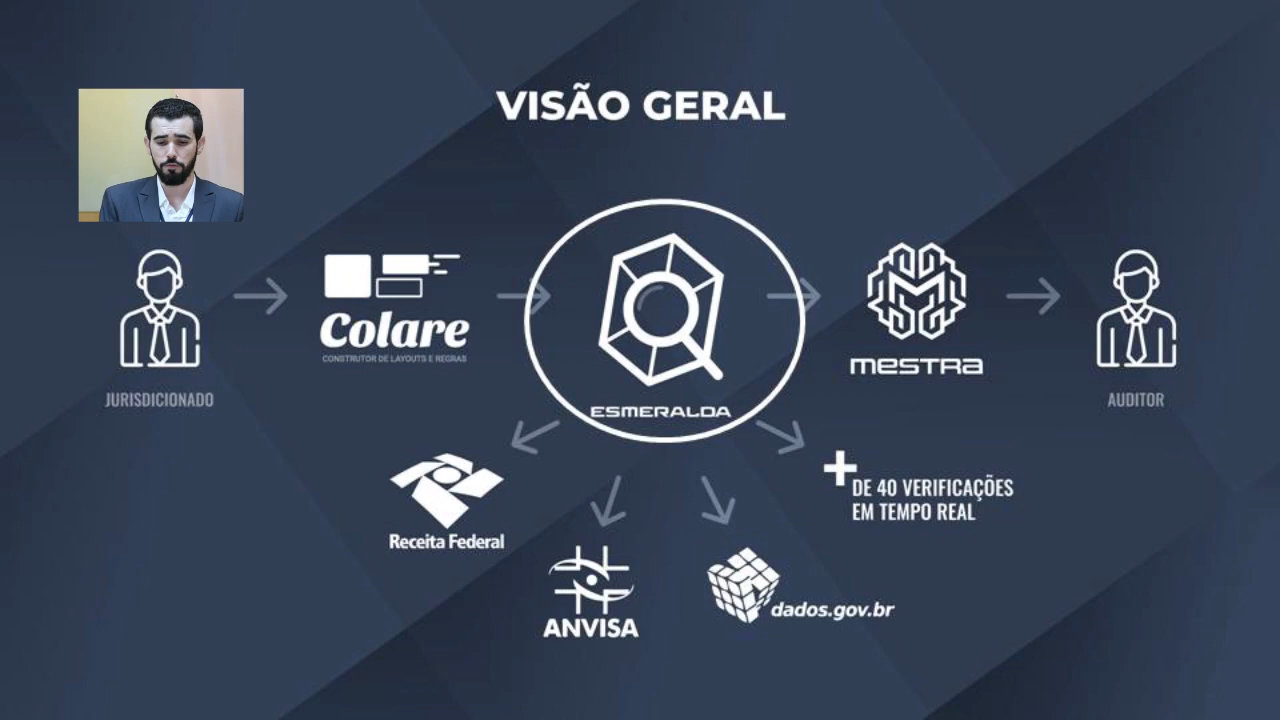 VISÃO GERAL
Colare
CONSTRUTOR DE LAYOUTS E REGRAS
MESTRA
JURISDICIONADO
ESMERALDA
AUDITOR
Receita Federal
+
DE 40 VERIFICAÇÕES
EM TEMPO REAL
ANVISA
dados.gov.br